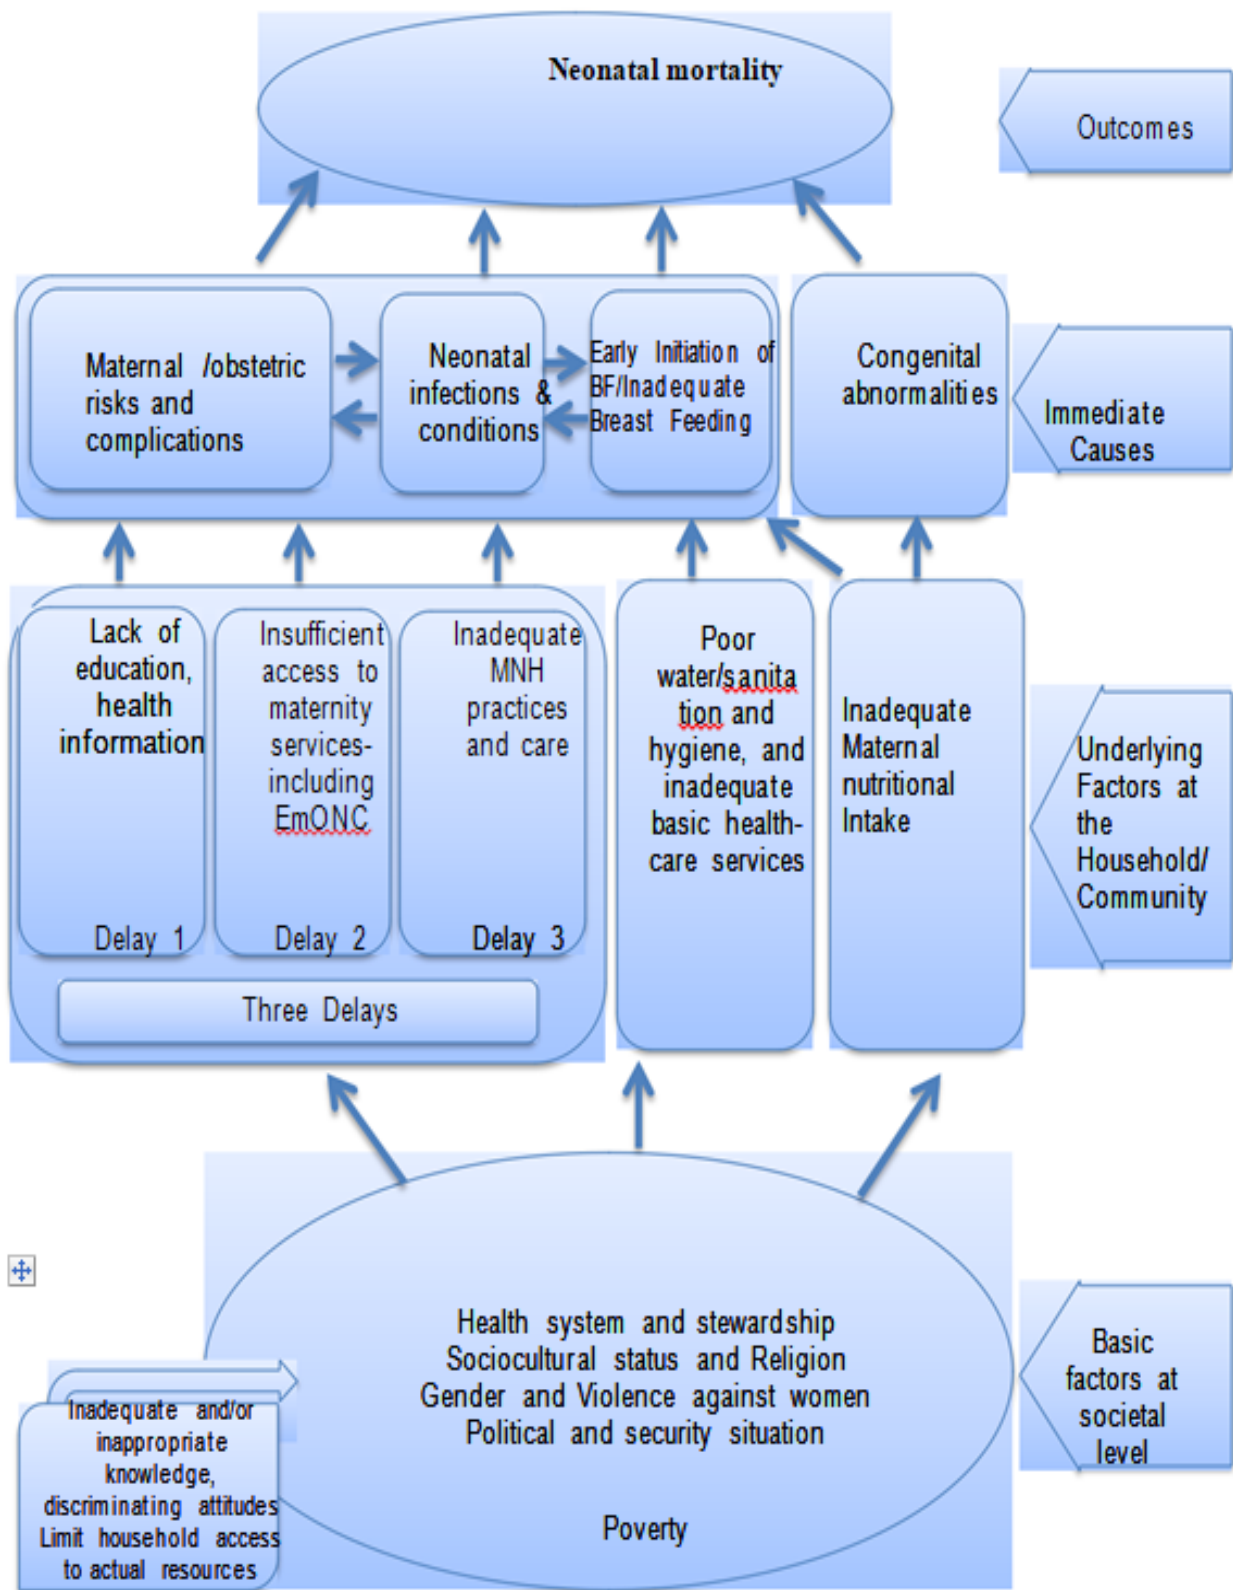 Neonatal mortality
Outcomes
Maternal /obstetric
risks and
complications
Neonatal
infections &
conditions
Early Initiation of
BF/Inadequate
Breast Feeding
Congenital
abnormalities
Immediate
Causes
Lack of
education,
health
information
Delay 1
Insufficient
access to
maternity
services-
including
EmONC
Delay 2
Inadequate
MNH
practices
and care
Delay 3
Three Delays
Poor
water/sanita
tion and
hygiene, and
inadequate
basic health-
care services
Inadequate
Maternal
nutritional
Intake
Underlying
Factors at
the
Household/
Community
Health system and stewardship
Sociocultural status and Religion
Gender and Violence against women
Political and security situation
Poverty
Basic
factors at
societal
level
Inadequate and/or
inappropriate
knowledge,
discriminating attitudes
Limit household access
to actual resources